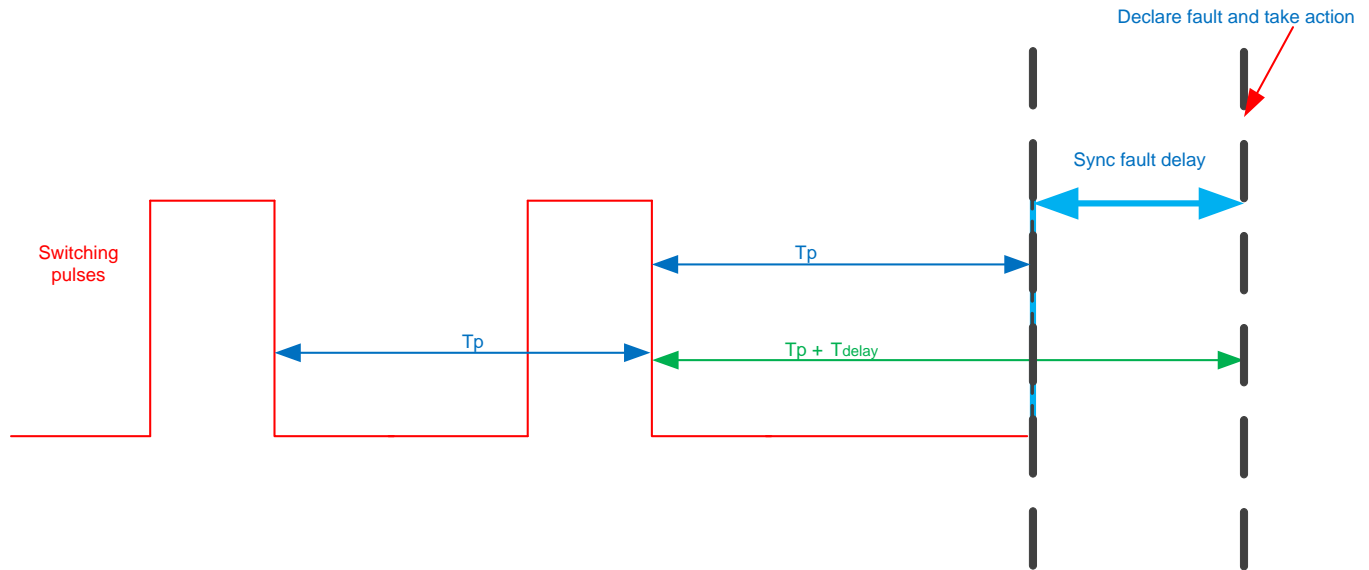 Declare fault and take action
Sync fault delay
Switching
pulses
Tp
Tp
Tp + Tdelay